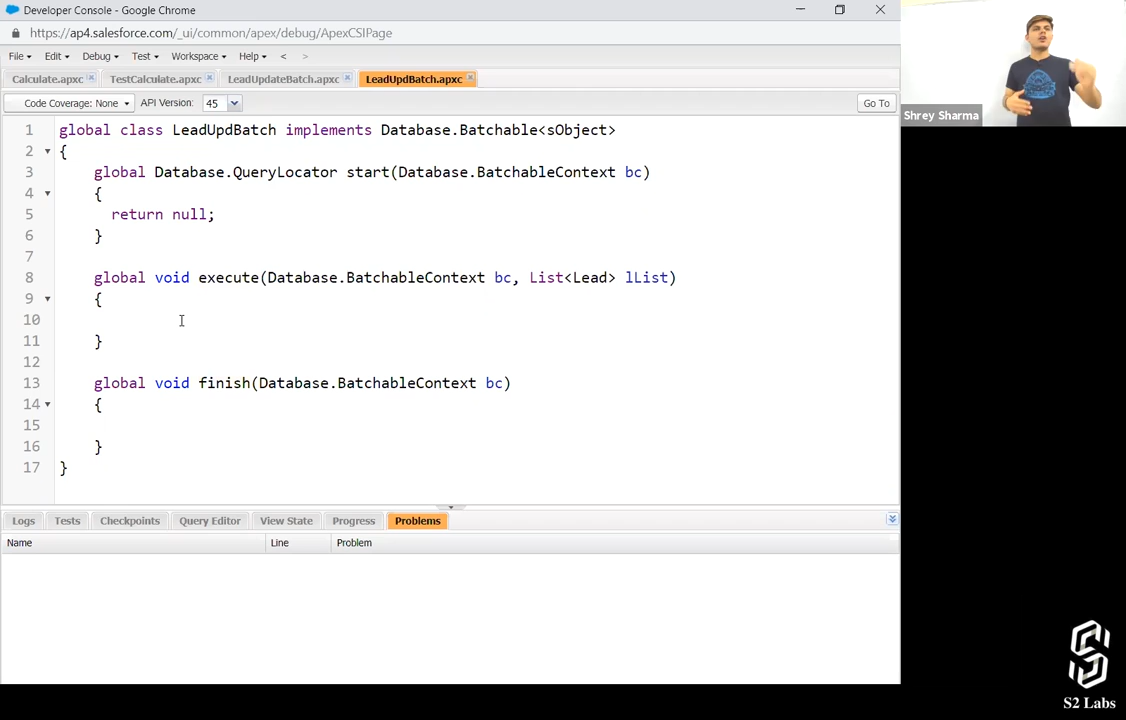 Developer Console - Google Chrome
https://ap4.salesforce.com/_ui/common/apex/debug/ApexCSIPage
File Edit Debug Test Workspace Help < >
Calculate.apxc TestCalculate.apxc LeadUpdateBatch.apxc LeadUpdBatch.apxc
Code Coverage: None API Version: 45 Go To
Shrey Sharma
1 global class LeadUpdBatch implements Database.Batchable<sObject>
2 {
3 global Database.QueryLocator start(Database.BatchableContext bc)
4 {
5 return null;
6 }
7
8 global void execute(Database.BatchableContext bc, List<Lead> lList)
9 {
10
11 }
12
13 global void finish(Database.BatchableContext bc)
14 {
15
16 }
17 }
Logs Tests Checkpoints Query Editor View State Progress Problems
Name Line Problem
S2 Labs